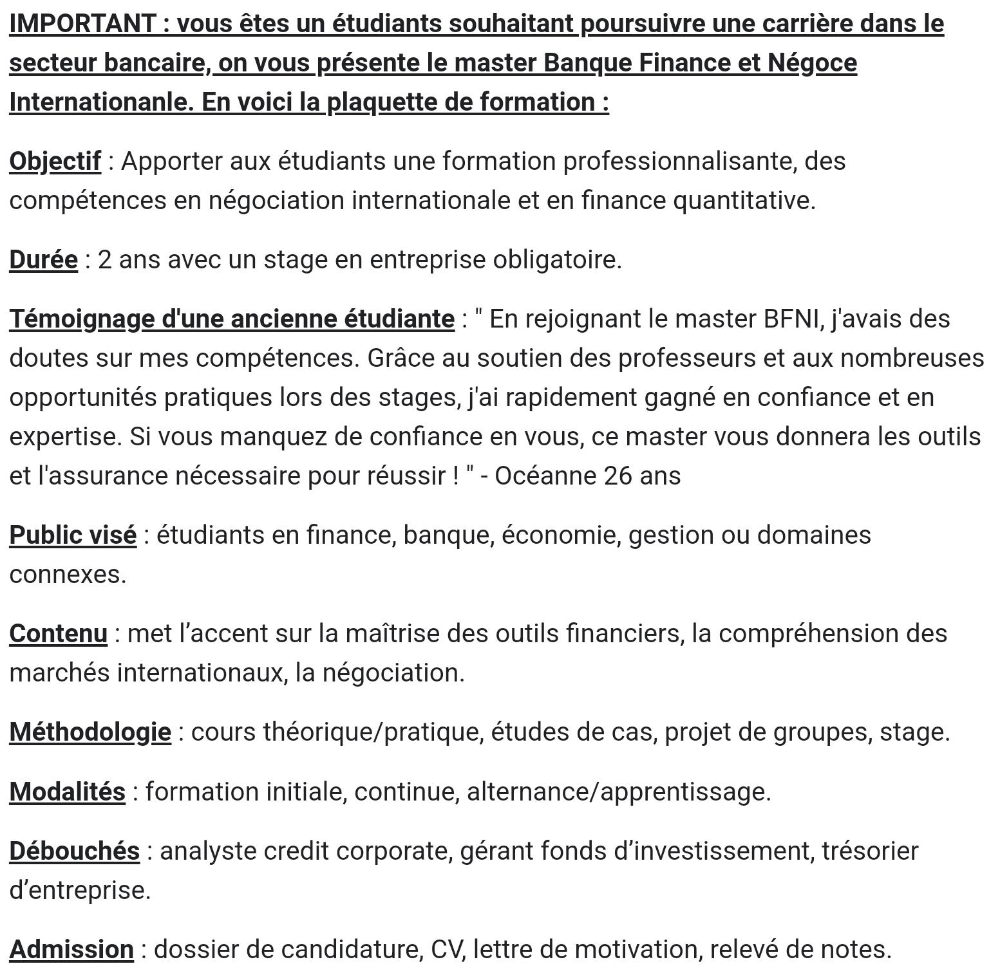 IMPORTANT : vous êtes un étudiants souhaitant poursuivre une carrière dans le
secteur bancaire, on vous présente le master Banque Finance et Négoce
Internationanle. En voici la plaquette de formation :
Objectif : Apporter aux étudiants une formation professionnalisante, des
compétences en négociation internationale et en finance quantitative.
Durée : 2 ans avec un stage en entreprise obligatoire.
Témoignage d'une ancienne étudiante : " En rejoignant le master BFNI, j'avais des
doutes sur mes compétences. Grâce au soutien des professeurs et aux nombreuses
opportunités pratiques lors des stages, j'ai rapidement gagné en confiance et en
expertise. Si vous manquez de confiance en vous, ce master vous donnera les outils
et l'assurance nécessaire pour réussir ! " - Océanne 26 ans
Public visé : étudiants en finance, banque, économie, gestion ou domaines
connexes.
Contenu : met l’accent sur la maîtrise des outils financiers, la compréhension des
marchés internationaux, la négociation.
Méthodologie : cours théorique/pratique, études de cas, projet de groupes, stage.
Modalités : formation initiale, continue, alternance/apprentissage.
Débouchés : analyste credit corporate, gérant fonds d’investissement, trésorier
d’entreprise.
Admission : dossier de candidature, CV, lettre de motivation, relevé de notes.